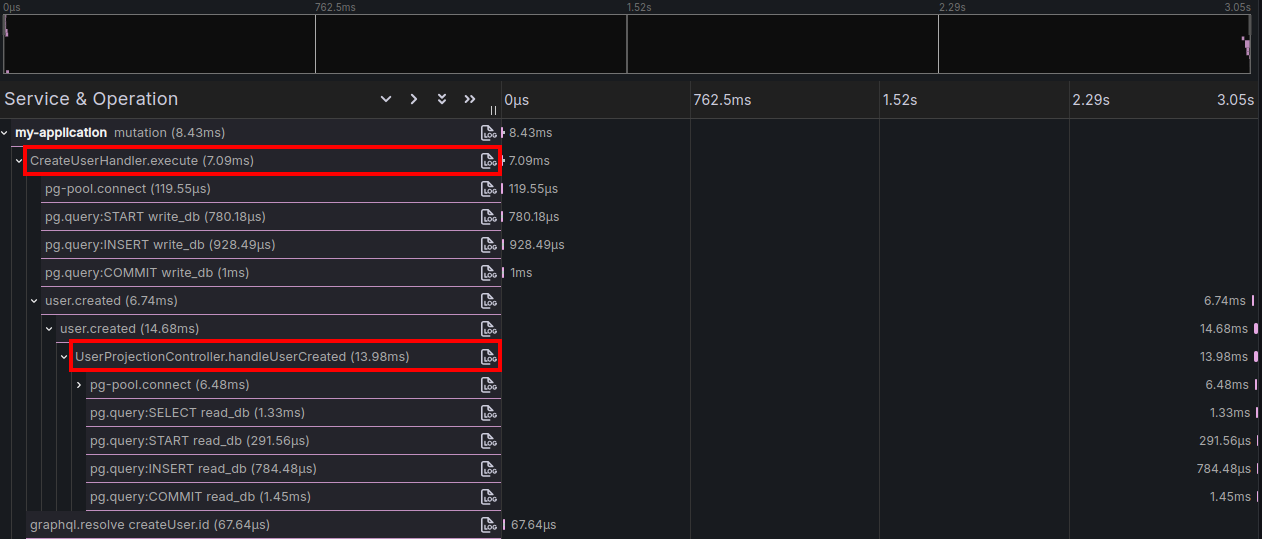 0μs 762.5ms 1.52s 2.29s 3.05s
Service & Operation 0μs 762.5ms 1.52s 2.29s 3.05s
my-application mutation (8.43ms) LOG 8.43ms
CreateUserHandler.execute (7.09ms) LOG 7.09ms
pg-pool.connect (119.55μs) LOG 119.55μs
pg.query:START write_db (780.18μs) LOG 780.18μs
pg.query:INSERT write_db (928.49μs) LOG 928.49μs
pg.query:COMMIT write_db (1ms) LOG 1ms
user.created (6.74ms) LOG 6.74ms
user.created (14.68ms) LOG 14.68ms
UserProjectionController.handleUserCreated (13.98ms) LOG 13.98ms
pg-pool.connect (6.48ms) LOG 6.48ms
pg.query:SELECT read_db (1.33ms) LOG 1.33ms
pg.query:START read_db (291.56μs) LOG 291.56μs
pg.query:INSERT read_db (784.48μs) LOG 784.48μs
pg.query:COMMIT read_db (1.45ms) LOG 1.45ms
graphql.resolve createUser.id (67.64μs) LOG 67.64μs